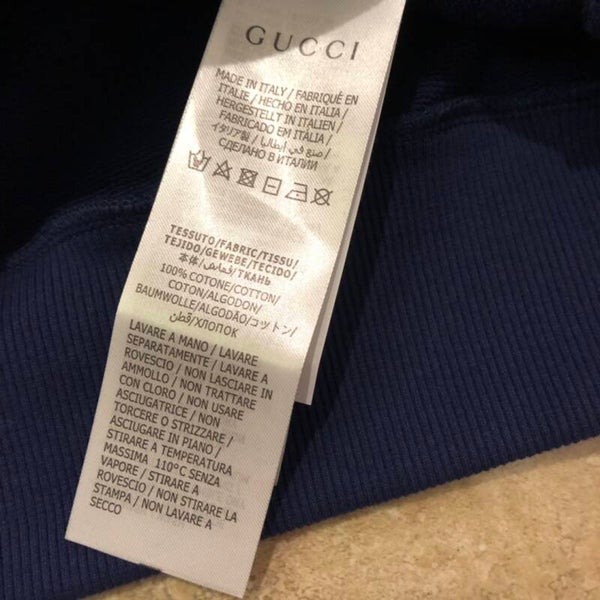 GUCCI
MADE IN ITALY / FABRIQUÉ EN
ITALIE / HECHO EN ITALIA /
HERGESTELLT IN ITALIEN /
FABRICADO EM ITÁLIA /
イタリア製 / صنع في إيطاليا /
СДЕЛАНО В ИТАЛИИ
TESSUTO/FABRIC/TISSU/
TEJIDO/GEWEBE/TECIDO/
本体/قماش/ТКАНЬ
100% COTONE/COTTON/
COTON/ALGODON/
BAUMWOLLE/ALGODÃO/コットン/
قطن/ХЛОПОК
LAVARE A MANO / LAVARE
SEPARATAMENTE / LAVARE A
ROVESCIO / NON LASCIARE IN
AMMOLLO / NON TRATTARE
CON CLORO / NON USARE
ASCIUGATRICE / NON
TORCERE O STRIZZARE /
ASCIUGARE IN PIANO /
STIRARE A TEMPERATURA
MASSIMA 110°C SENZA
VAPORE / STIRARE A
ROVESCIO / NON STIRARE LA
STAMPA / NON LAVARE A
SECCO